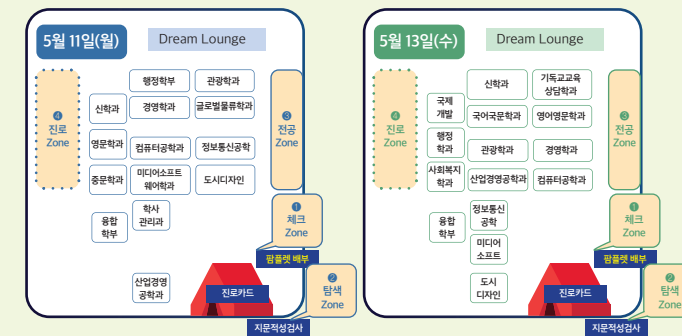 5월 11일(월)
Dream Lounge
❹
진로
Zone
행정학부
관광학과
신학과
경영학과
글로벌물류학과
영문학과
컴퓨터공학과
정보통신공학
중문학과
미디어소프트
웨어학과
도시디자인
융합
학부
학사
관리과
산업경영
공학과
❸
전공
Zone
❶
체크
Zone
팜플렛 배부
❷
탐색
Zone
진로카드
지문적성검사
5월 13일(수)
Dream Lounge
❹
진로
Zone
신학과
기독교교육
상담학과
국제
개발
국어국문학과
영어영문학과
행정
학과
관광학과
경영학과
사회복지
학과
산업경영공학과
컴퓨터공학과
융합
학부
정보통신
공학
미디어
소프트
도시
디자인
❸
전공
Zone
❶
체크
Zone
팜플렛 배부
❷
탐색
Zone
진로카드
지문적성검사